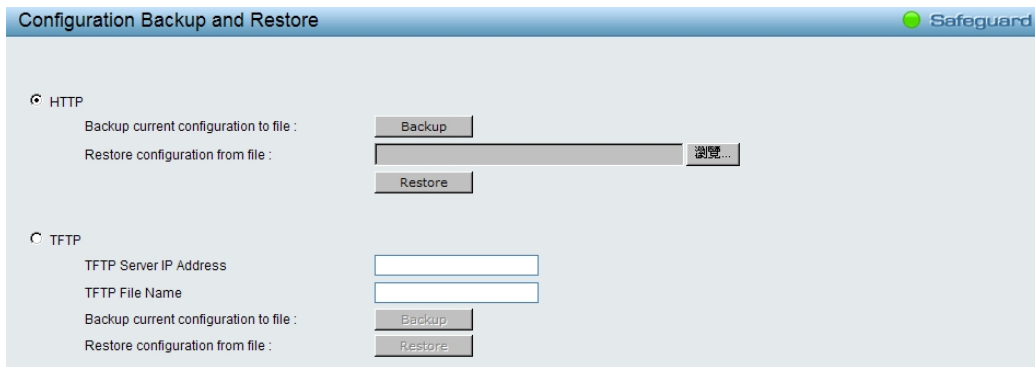 Configuration Backup and Restore Safeguard
HTTP
Backup current configuration to file : Backup
Restore configuration from file : 瀏覽...
Restore
TFTP
TFTP Server IP Address
TFTP File Name
Backup current configuration to file : Backup
Restore configuration from file : Restore